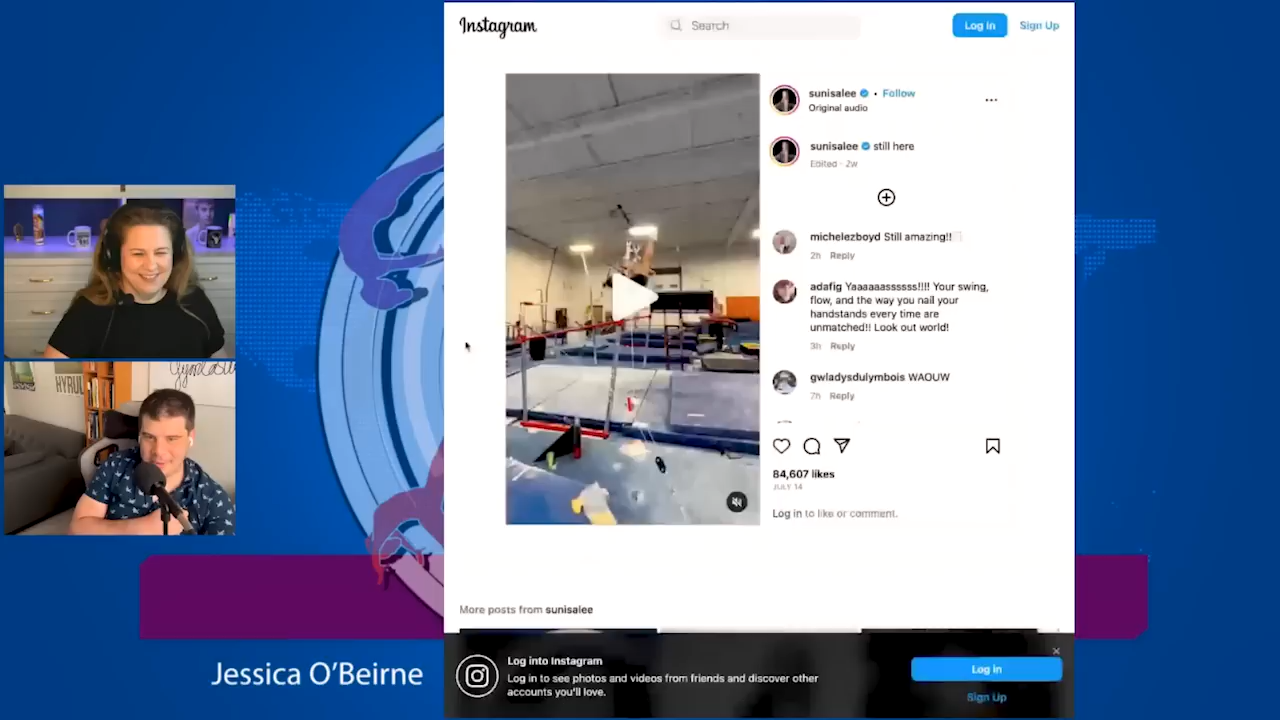 Instagram
Search
Log In
Sign Up
sunisalee • Follow
Original audio
sunisalee still here
Edited · 2w
michelezboyd Still amazing!!
2h Reply
adafig Yaaaaaassssss!!!! Your swing,
flow, and the way you nail your
handstands every time are
unmatched!! Look out world!
3h Reply
gwladysdulymbois WAOUW
7h Reply
84,607 likes
JULY 14
Log in to like or comment.
More posts from sunisalee
Log into Instagram
Log in to see photos and videos from friends and discover other
accounts you'll love.
Log in
Sign Up
HYRUL
Jessica O'Beirne